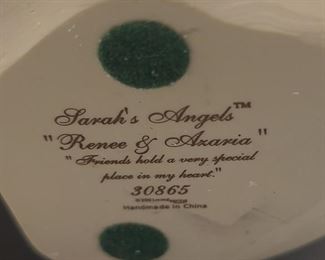 Sarah's Angels™
"Renee & Azaria"
"Friends hold a very special
place in my heart."
30865
Handmade in China